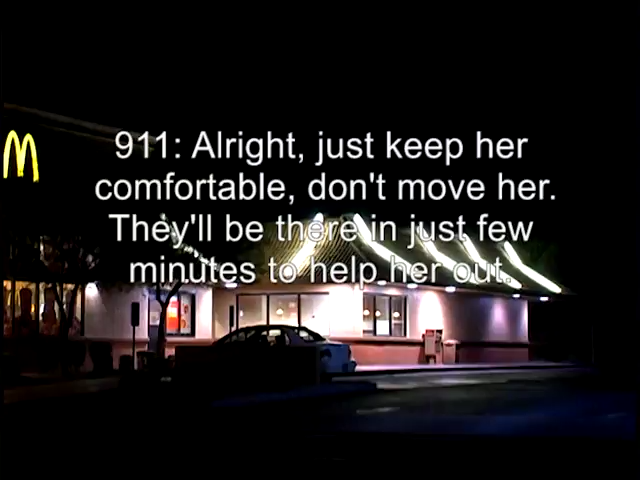 911: Alright, just keep her
comfortable, don't move her.
They'll be there in just few
minutes to help her out.